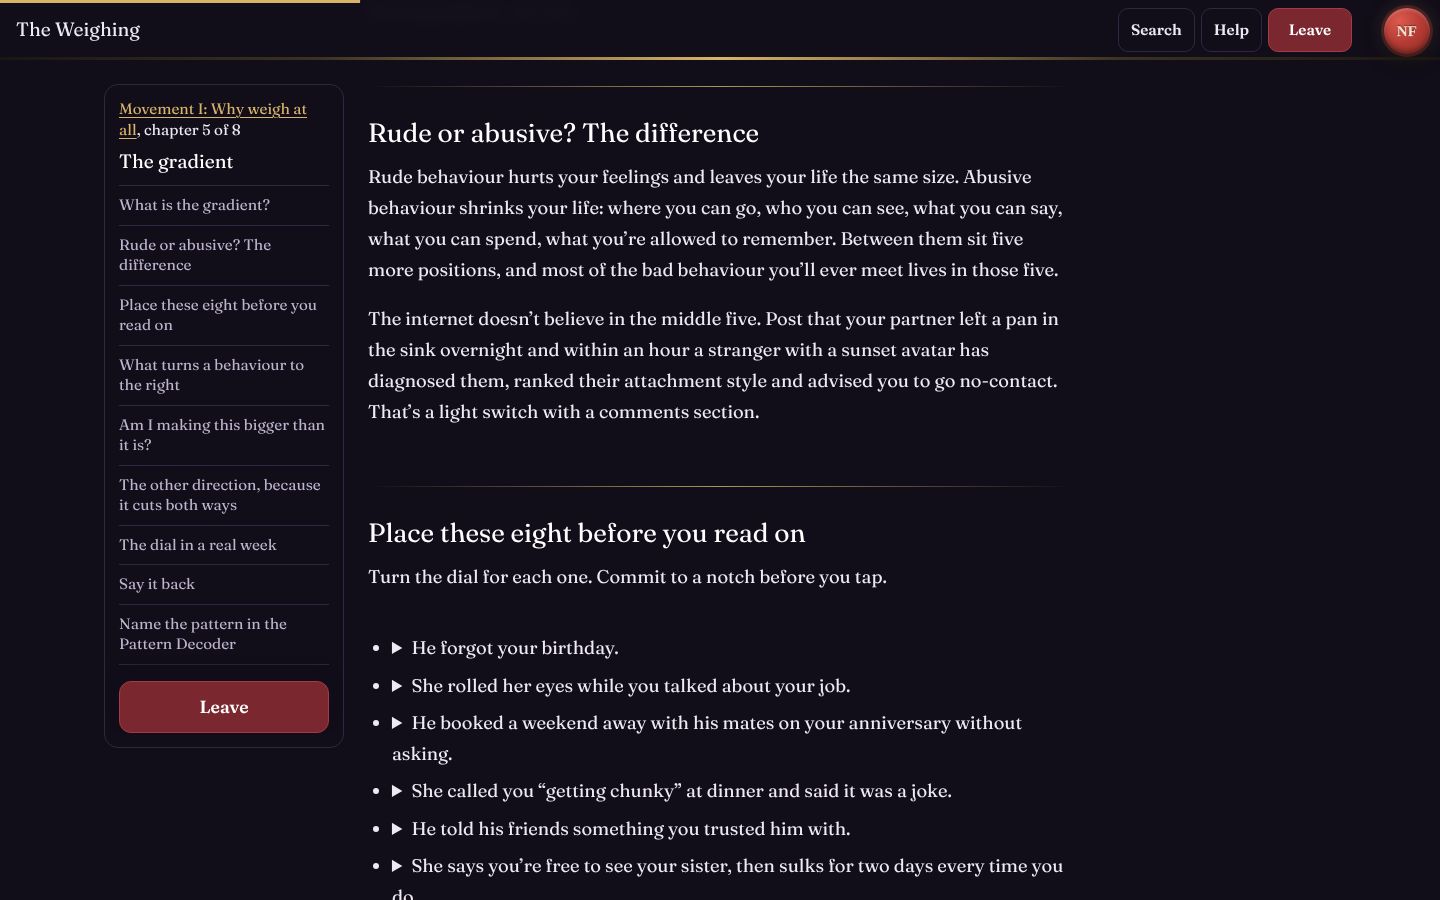 The Weighing
Search
Help
Leave
NF
Movement I: Why weigh at
all, chapter 5 of 8
The gradient
What is the gradient?
Rude or abusive? The
difference
Place these eight before you
read on
What turns a behaviour to
the right
Am I making this bigger than
it is?
The other direction, because
it cuts both ways
The dial in a real week
Say it back
Name the pattern in the
Pattern Decoder
Leave
Rude or abusive? The difference
Rude behaviour hurts your feelings and leaves your life the same size. Abusive
behaviour shrinks your life: where you can go, who you can see, what you can say,
what you can spend, what you’re allowed to remember. Between them sit five
more positions, and most of the bad behaviour you’ll ever meet lives in those five.
The internet doesn’t believe in the middle five. Post that your partner left a pan in
the sink overnight and within an hour a stranger with a sunset avatar has
diagnosed them, ranked their attachment style and advised you to go no-contact.
That’s a light switch with a comments section.
Place these eight before you read on
Turn the dial for each one. Commit to a notch before you tap.
He forgot your birthday.
She rolled her eyes while you talked about your job.
He booked a weekend away with his mates on your anniversary without
asking.
She called you “getting chunky” at dinner and said it was a joke.
He told his friends something you trusted him with.
She says you’re free to see your sister, then sulks for two days every time you
do.